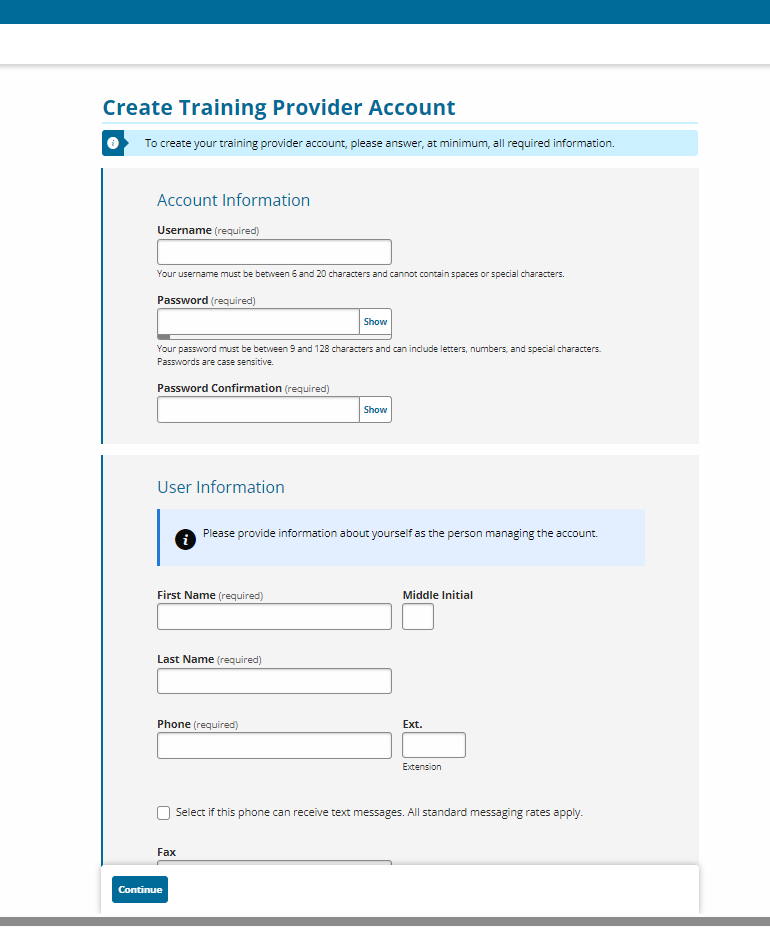 Create Training Provider Account
To create your training provider account, please answer, at minimum, all required information.
Account Information
Username (required)
Your username must be between 6 and 20 characters and cannot contain spaces or special characters.
Password (required)
Show
Your password must be between 9 and 128 characters and can include letters, numbers, and special characters.
Passwords are case sensitive.
Password Confirmation (required)
Show
User Information
Please provide information about yourself as the person managing the account.
First Name (required) Middle Initial
Last Name (required)
Phone (required) Ext.
Extension
Select if this phone can receive text messages. All standard messaging rates apply.
Fax
Continue